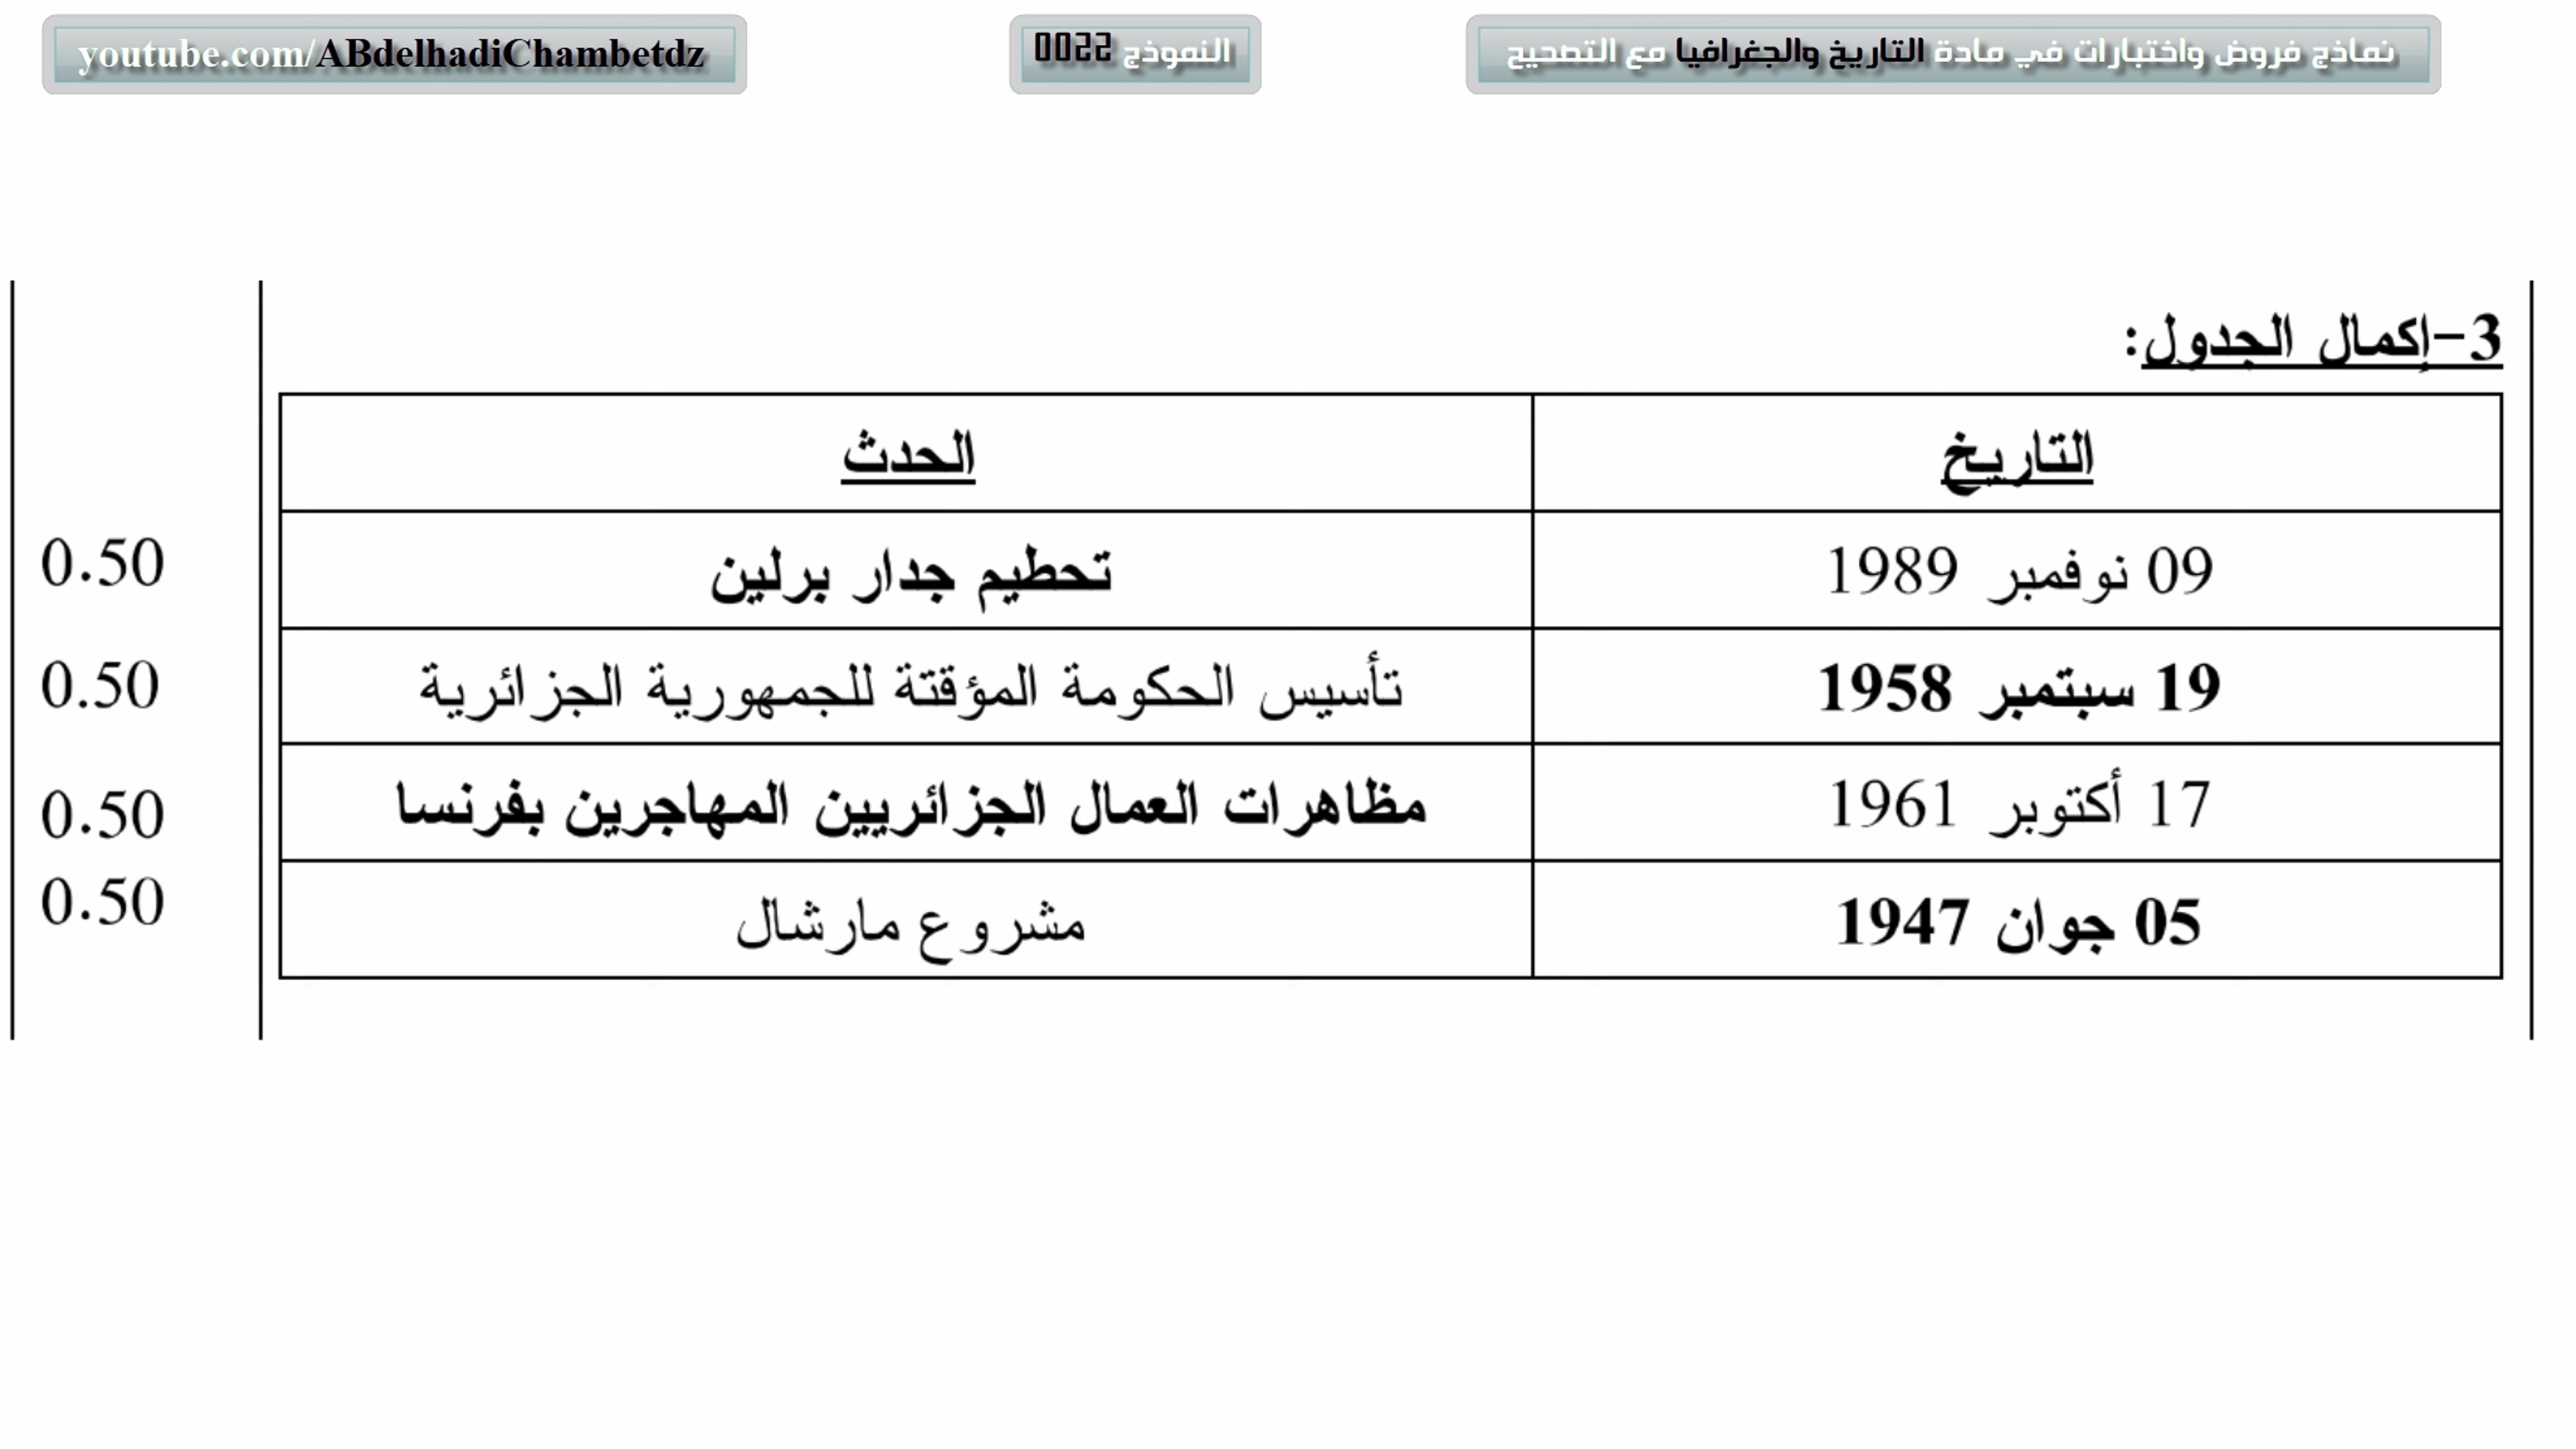 نماذج فروض واختبارات في مادة التاريخ والجغرافيا مع التصحيح
النموذج 0022
youtube.com/ABdelhadiChambetdz
3-إكمال الجدول:
التاريخ الحدث
09 نوفمبر 1989 تحطيم جدار برلين 0.50
19 سبتمبر 1958 تأسيس الحكومة المؤقتة للجمهورية الجزائرية 0.50
17 أكتوبر 1961 مظاهرات العمال الجزائريين المهاجرين بفرنسا 0.50
05 جوان 1947 مشروع مارشال 0.50